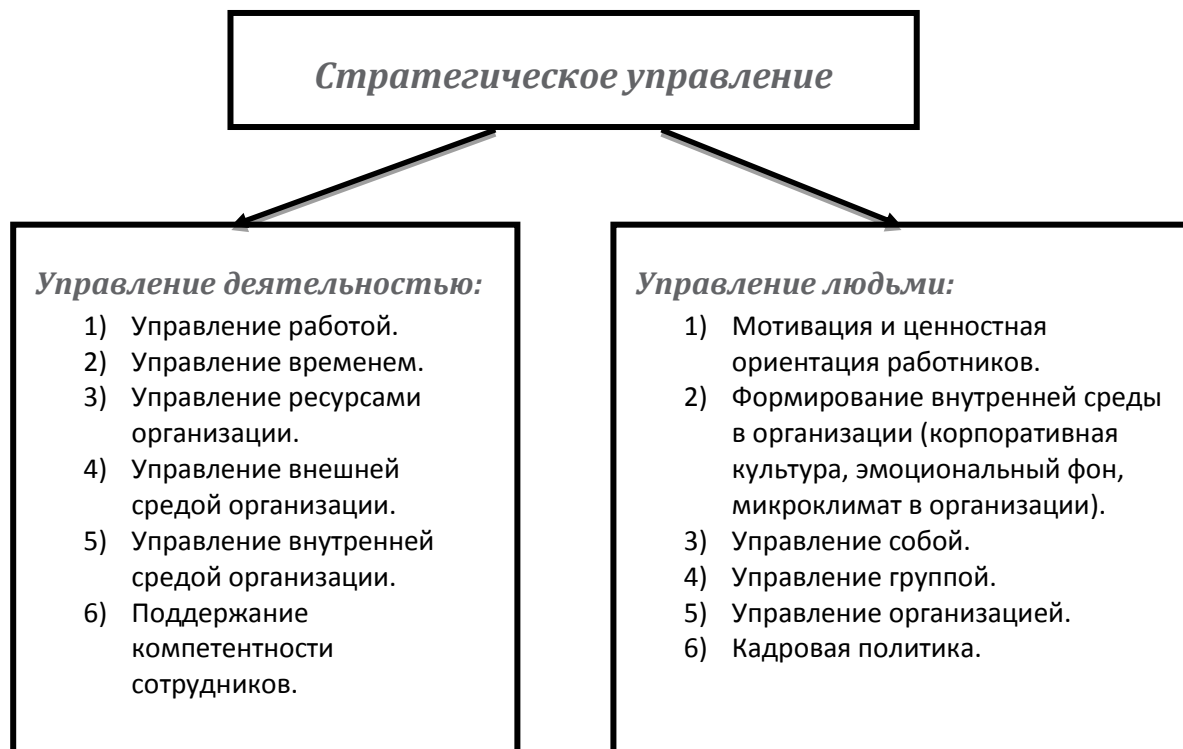 Стратегическое управление
Управление деятельностью:
1) Управление работой.
2) Управление временем.
3) Управление ресурсами
организации.
4) Управление внешней
средой организации.
5) Управление внутренней
средой организации.
6) Поддержание
компетентности
сотрудников.
Управление людьми:
1) Мотивация и ценностная
ориентация работников.
2) Формирование внутренней среды
в организации (корпоративная
культура, эмоциональный фон,
микроклимат в организации).
3) Управление собой.
4) Управление группой.
5) Управление организацией.
6) Кадровая политика.